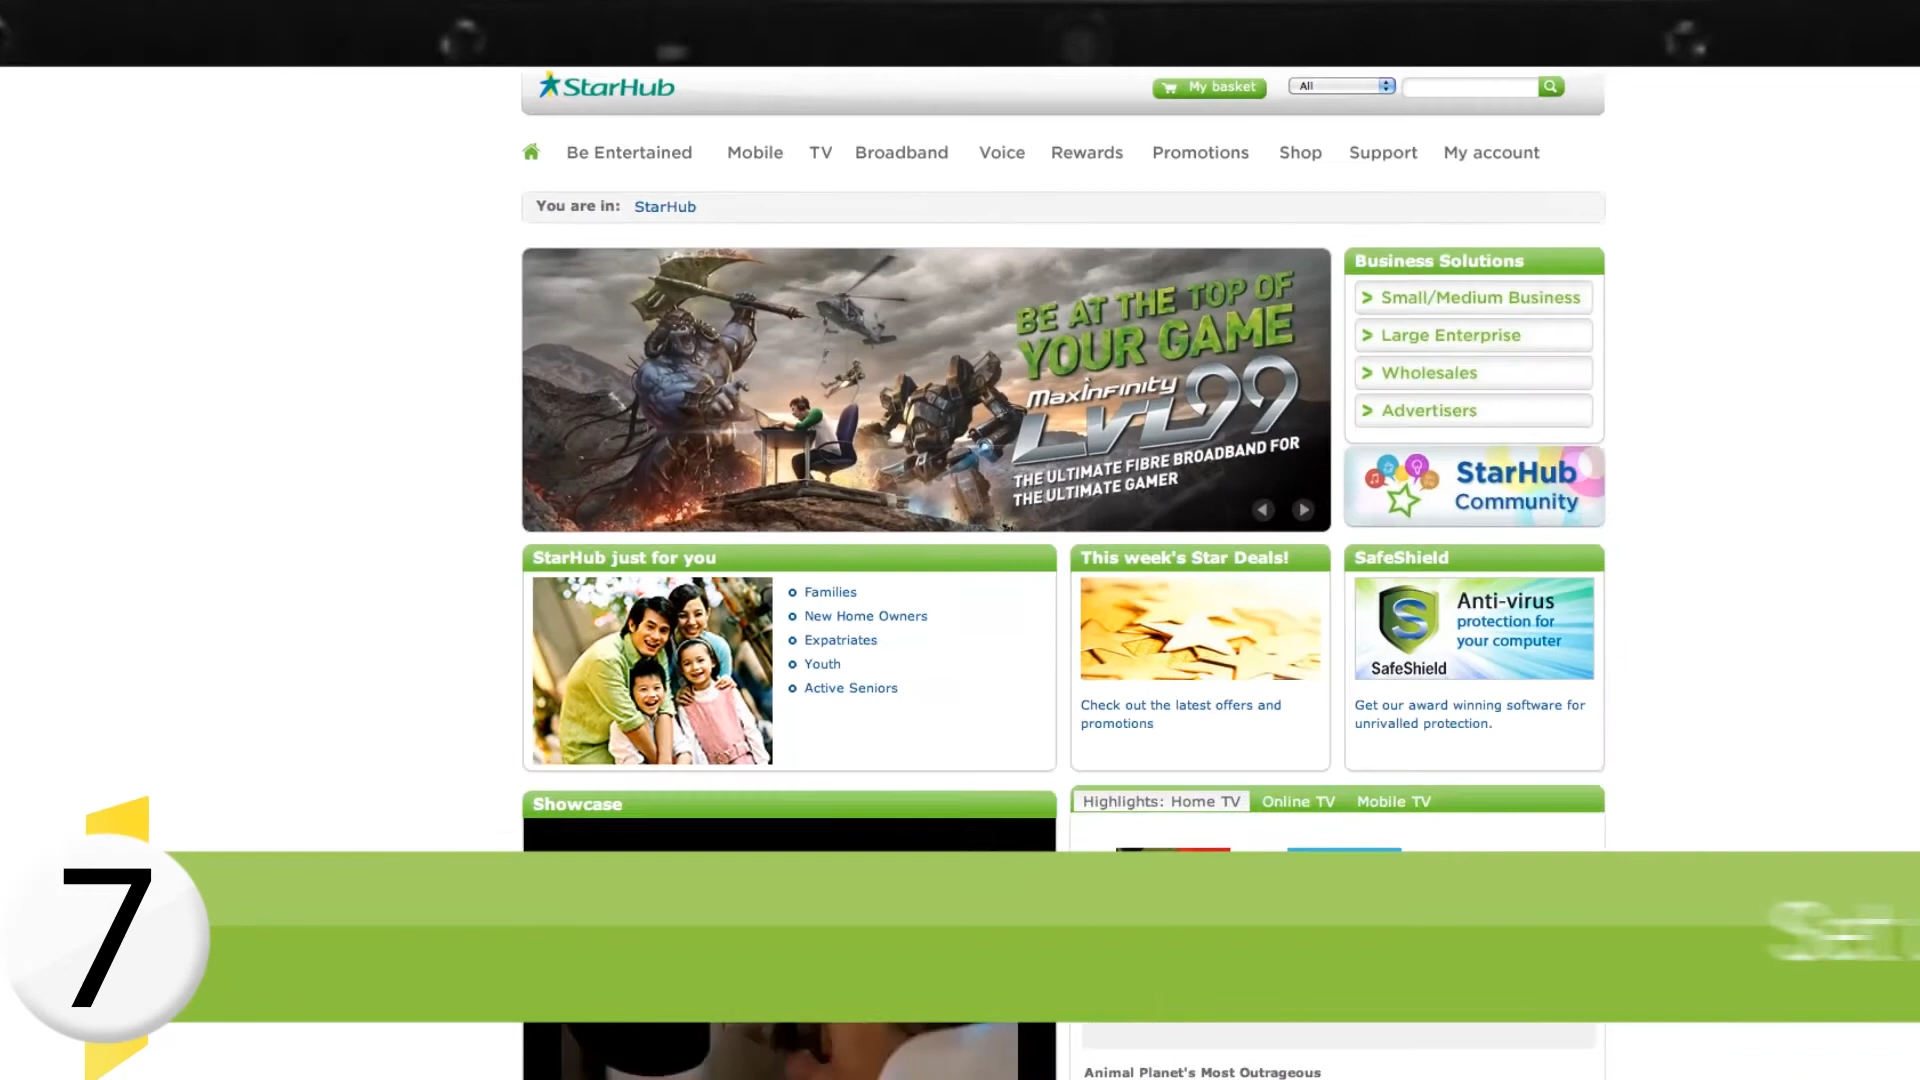 StarHub
My basket
All
Be Entertained Mobile TV Broadband Voice Rewards Promotions Shop Support My account
You are in: StarHub
BE AT THE TOP OF
YOUR GAME
MaxInfinity
LVL99
THE ULTIMATE FIBRE BROADBAND FOR
THE ULTIMATE GAMER
Business Solutions
> Small/Medium Business
> Large Enterprise
> Wholesales
> Advertisers
StarHub
Community
StarHub just for you
Families
New Home Owners
Expatriates
Youth
Active Seniors
This week's Star Deals!
Check out the latest offers and
promotions
SafeShield
Anti-virus
protection for
your computer
S
SafeShield
Get our award winning software for
unrivalled protection.
Showcase
Highlights: Home TV Online TV Mobile TV
7
Animal Planet's Most Outrageous